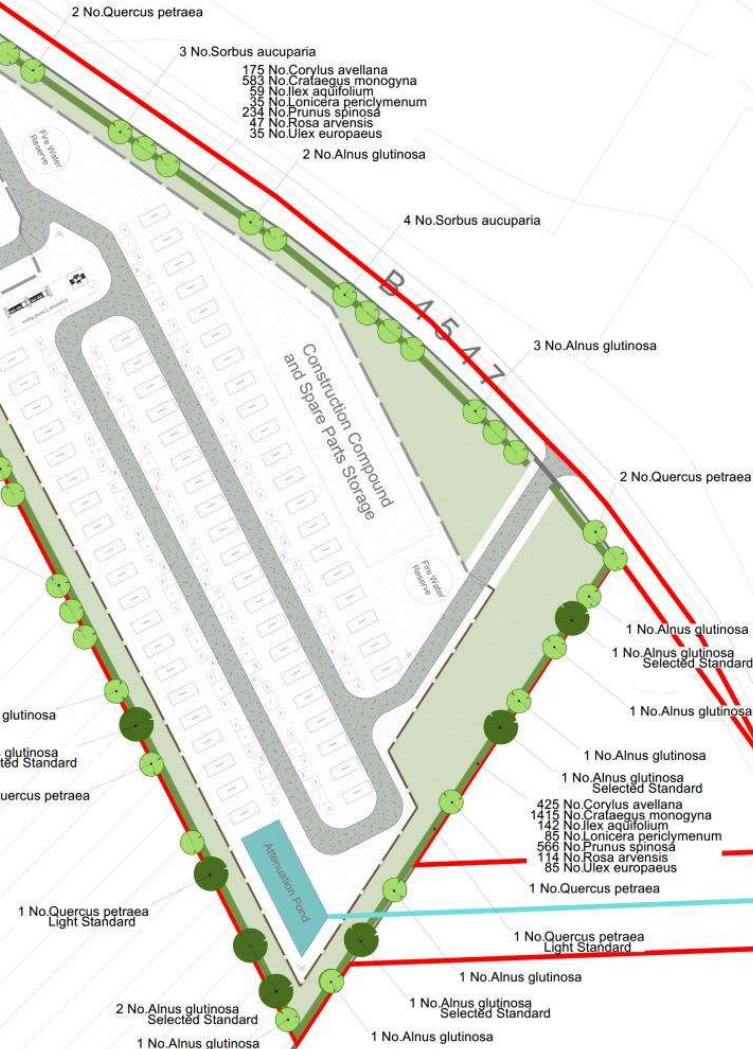 2 No.Quercus petraea
3 No.Sorbus aucuparia
175 No.Corylus avellana
583 No.Crataegus monogyna
59 No.Ilex aquifolium
35 No.Lonicera periclymenum
234 No.Prunus spinosa
47 No.Rosa arvensis
35 No.Ulex europaeus
Fire Water
Reserve
2 No.Alnus glutinosa
4 No.Sorbus aucuparia
B 4547
3 No.Alnus glutinosa
Construction Compound
and Spare Parts Storage
2 No.Quercus petraea
Fire Water
Reserve
1 No.Alnus glutinosa
1 No.Alnus glutinosa
Selected Standard
1 No.Alnus glutinosa
glutinosa
glutinosa
ted Standard
uercus petraea
1 No.Alnus glutinosa
1 No.Alnus glutinosa
Selected Standard
425 No.Corylus avellana
1415 No.Crataegus monogyna
142 No.Ilex aquifolium
85 No.Lonicera periclymenum
566 No.Prunus spinosa
114 No.Rosa arvensis
85 No.Ulex europaeus
Attenuation Pond
1 No.Quercus petraea
1 No.Quercus petraea
Light Standard
1 No.Quercus petraea
Light Standard
1 No.Alnus glutinosa
1 No.Alnus glutinosa
Selected Standard
2 No.Alnus glutinosa
Selected Standard
1 No.Alnus glutinosa
1 No.Alnus glutinosa